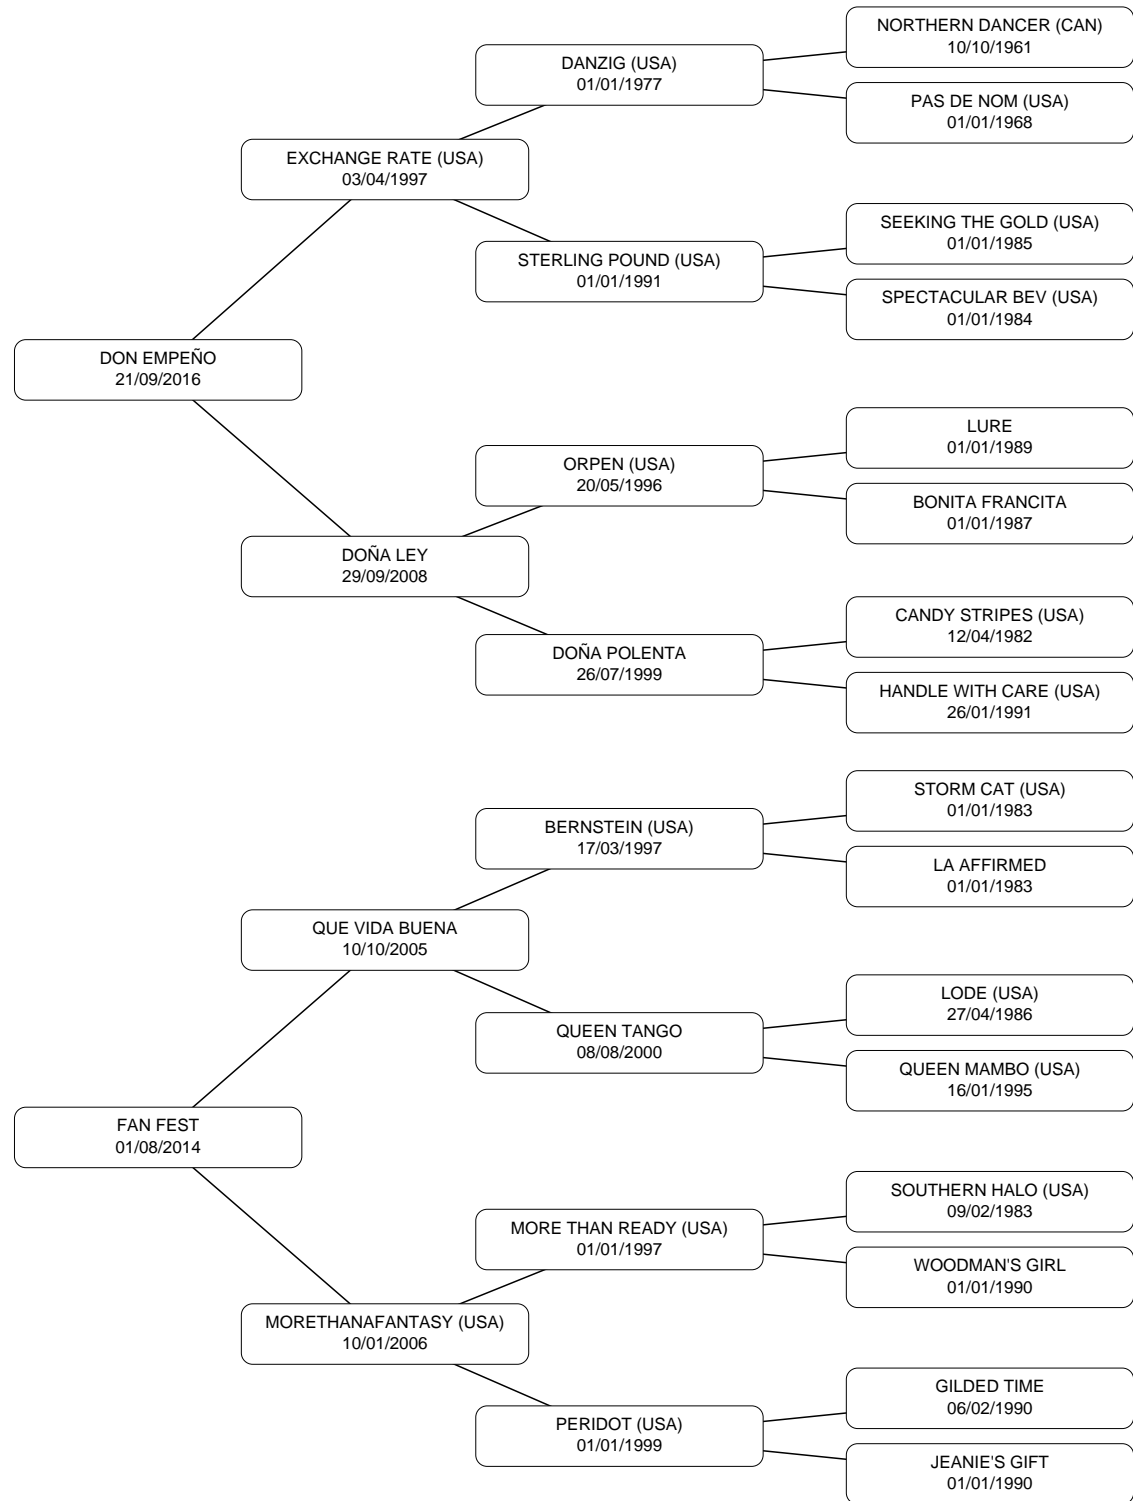 NORTHERN DANCER (CAN)
10/10/1961
DANZIG (USA)
01/01/1977
PAS DE NOM (USA)
01/01/1968
EXCHANGE RATE (USA)
03/04/1997
SEEKING THE GOLD (USA)
01/01/1985
STERLING POUND (USA)
01/01/1991
SPECTACULAR BEV (USA)
01/01/1984
DON EMPEÑO
21/09/2016
LURE
01/01/1989
ORPEN (USA)
20/05/1996
BONITA FRANCITA
01/01/1987
DOÑA LEY
29/09/2008
CANDY STRIPES (USA)
12/04/1982
DOÑA POLENTA
26/07/1999
HANDLE WITH CARE (USA)
26/01/1991
STORM CAT (USA)
01/01/1983
BERNSTEIN (USA)
17/03/1997
LA AFFIRMED
01/01/1983
QUE VIDA BUENA
10/10/2005
LODE (USA)
27/04/1986
QUEEN TANGO
08/08/2000
QUEEN MAMBO (USA)
16/01/1995
FAN FEST
01/08/2014
SOUTHERN HALO (USA)
09/02/1983
MORE THAN READY (USA)
01/01/1997
WOODMAN'S GIRL
01/01/1990
MORETHANAFANTASY (USA)
10/01/2006
GILDED TIME
06/02/1990
PERIDOT (USA)
01/01/1999
JEANIE'S GIFT
01/01/1990